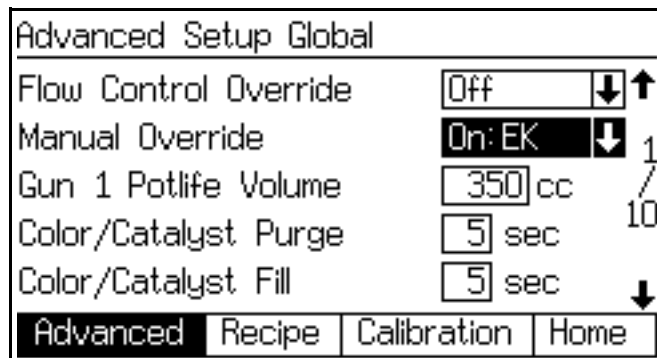 Advanced Setup Global
Flow Control Override Off
Manual Override On: EK
Gun 1 Potlife Volume 350 cc
Color/Catalyst Purge 5 sec
Color/Catalyst Fill 5 sec
1
/
10
Advanced Recipe Calibration Home